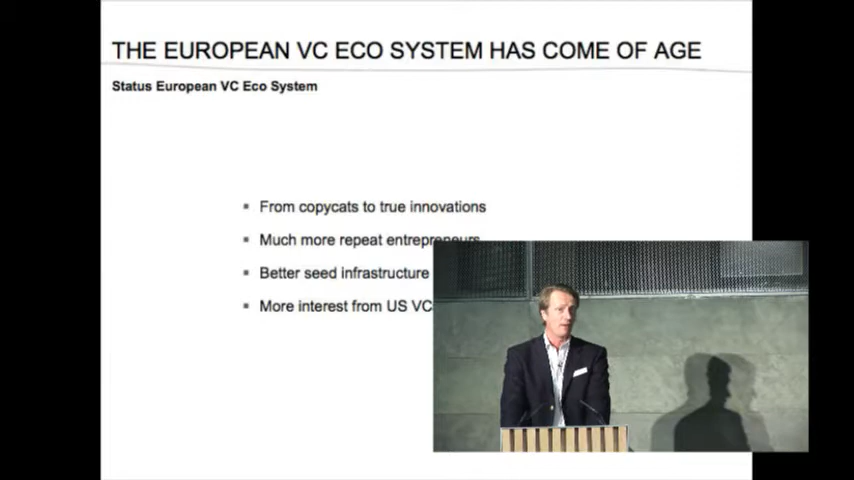 THE EUROPEAN VC ECO SYSTEM HAS COME OF AGE
Status European VC Eco System
From copycats to true innovations
Much more repeat entrepreneurs
Better seed infrastructure
More interest from US VC